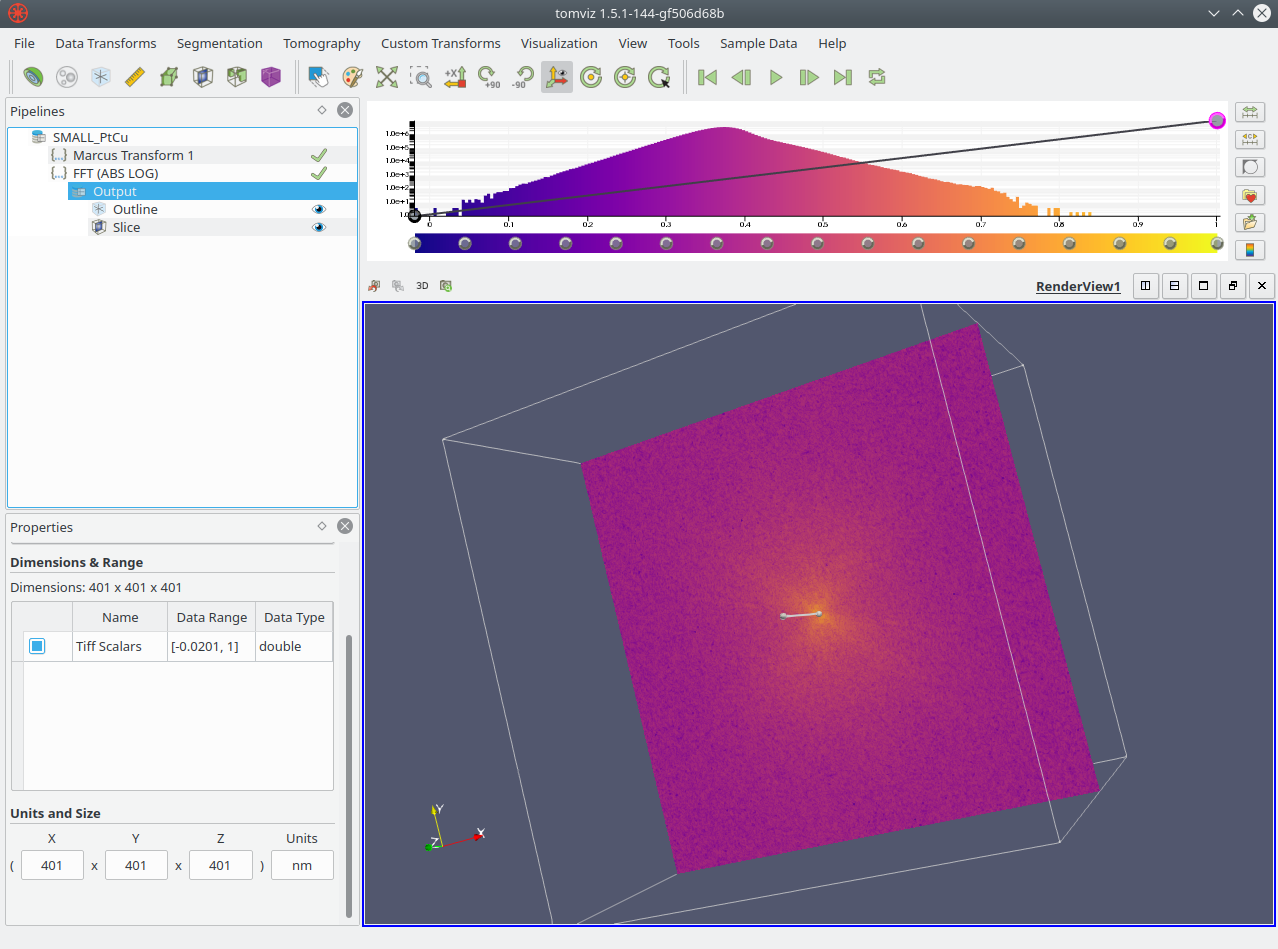 tomviz 1.5.1-144-gf506d68b
File Data Transforms Segmentation Tomography Custom Transforms Visualization View Tools Sample Data Help
+X +90 -90
Pipelines
SMALL_PtCu
{...} Marcus Transform 1
{...} FFT (ABS LOG)
Output
Outline
Slice
1.0e+6
1.0e+5
1.0e+4
1.0e+3
1.0e+2
1.0e+1
0 0.1 0.2 0.3 0.4 0.5 0.6 0.7 0.8 0.9 1
3D
RenderView1
Properties
Dimensions & Range
Dimensions: 401 x 401 x 401
Name Data Range Data Type
Tiff Scalars [-0.0201, 1] double
Units and Size
X Y Z Units
( 401 x 401 x 401 ) nm
Y
X
Z